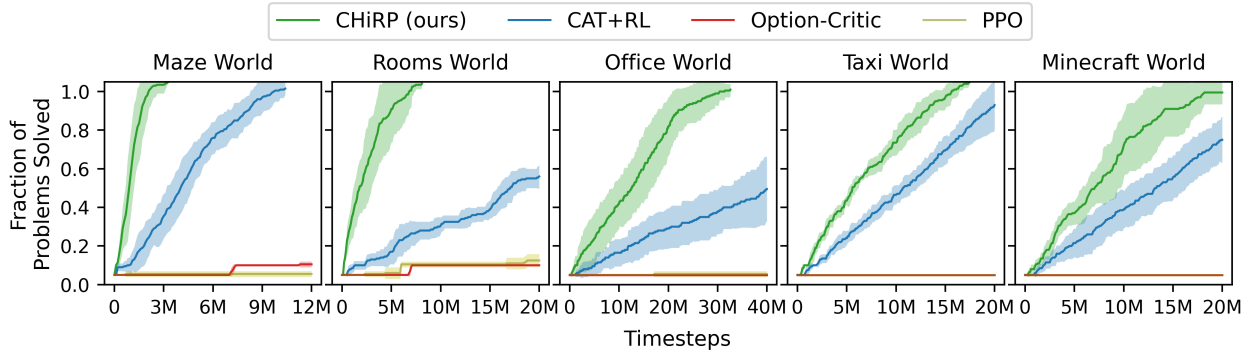 CHiRP (ours) CAT+RL Option-Critic PPO
Maze World Rooms World Office World Taxi World Minecraft World
Fraction of
Problems Solved
1.0
0.8
0.6
0.4
0.2
0.0
0 3M 6M 9M 12M 0 5M 10M 15M 20M 0 10M 20M 30M 40M 0 5M 10M 15M 20M 0 5M 10M 15M 20M
Timesteps